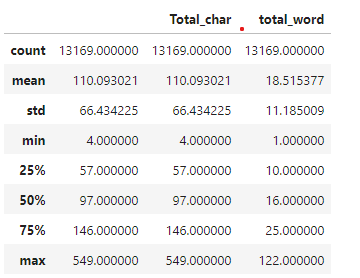 Total_char total_word
count 13169.000000 13169.000000 13169.000000
mean 110.093021 110.093021 18.515377
std 66.434225 66.434225 11.185009
min 4.000000 4.000000 1.000000
25% 57.000000 57.000000 10.000000
50% 97.000000 97.000000 16.000000
75% 146.000000 146.000000 25.000000
max 549.000000 549.000000 122.000000